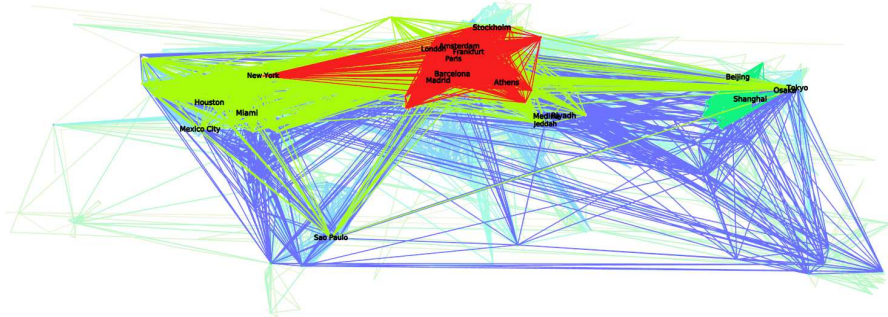 Stockholm
Amsterdam
London
Frankfurt
Paris
New York
Barcelona
Madrid
Athens
Beijing
Osaka
Tokyo
Shanghai
Houston
Miami
Medina
Riyadh
Jeddah
Mexico City
Sao Paulo